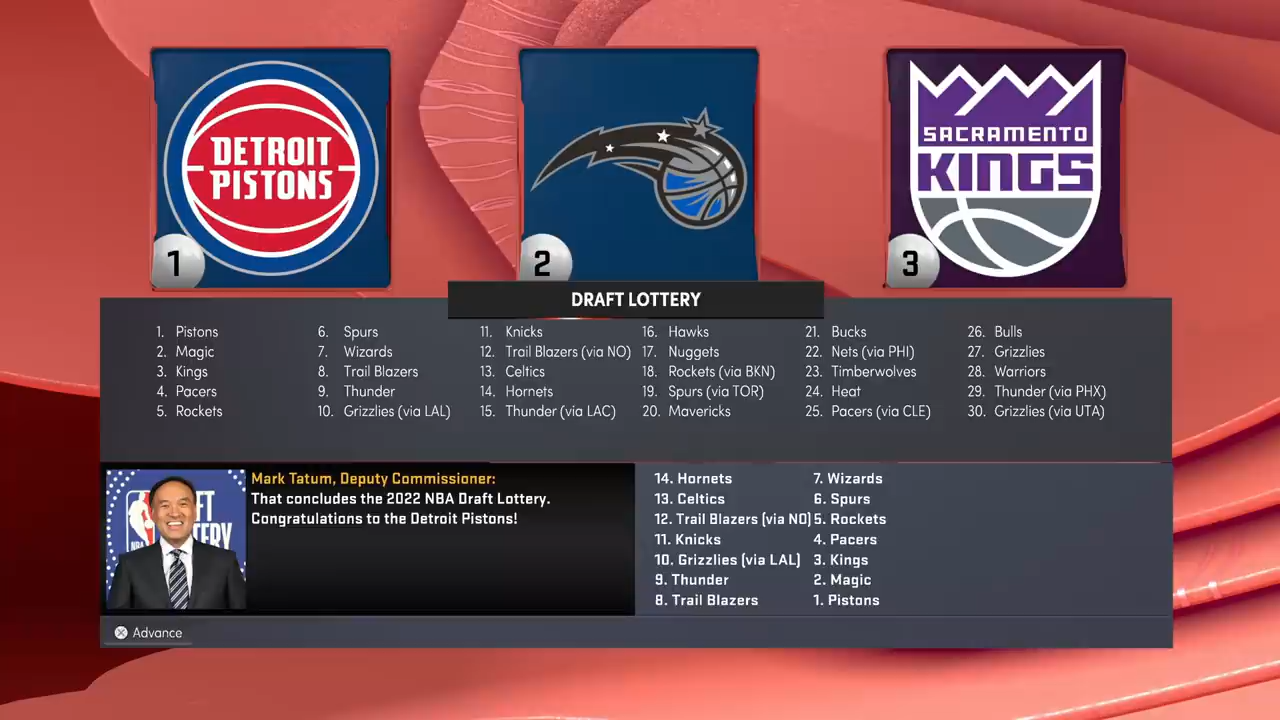 DETROIT
PISTONS
1
2
SACRAMENTO
KINGS
3
DRAFT LOTTERY
1. Pistons
2. Magic
3. Kings
4. Pacers
5. Rockets
6. Spurs
7. Wizards
8. Trail Blazers
9. Thunder
10. Grizzlies (via LAL)
11. Knicks
12. Trail Blazers (via NO)
13. Celtics
14. Hornets
15. Thunder (via LAC)
16. Hawks
17. Nuggets
18. Rockets (via BKN)
19. Spurs (via TOR)
20. Mavericks
21. Bucks
22. Nets (via PHI)
23. Timberwolves
24. Heat
25. Pacers (via CLE)
26. Bulls
27. Grizzlies
28. Warriors
29. Thunder (via PHX)
30. Grizzlies (via UTA)
Mark Tatum, Deputy Commissioner:
That concludes the 2022 NBA Draft Lottery.
Congratulations to the Detroit Pistons!
14. Hornets
13. Celtics
12. Trail Blazers (via NO)
11. Knicks
10. Grizzlies (via LAL)
9. Thunder
8. Trail Blazers
7. Wizards
6. Spurs
5. Rockets
4. Pacers
3. Kings
2. Magic
1. Pistons
Advance